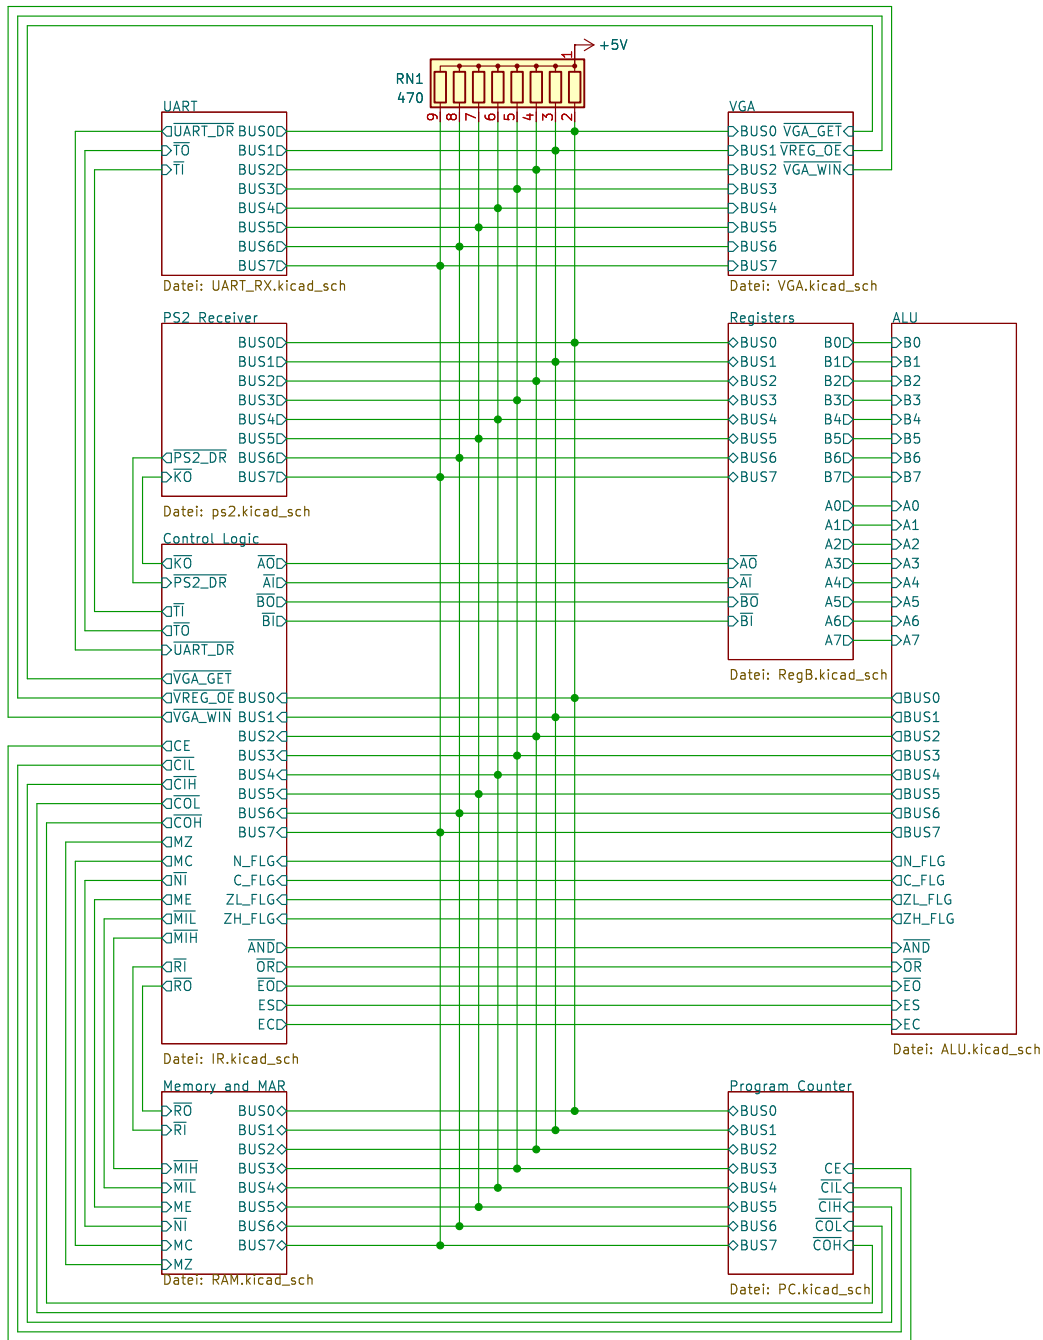 +5V
1
RN1
470
9 8 7 6 5 4 3 2
UART
UART_DR BUS0
TO BUS1
TI BUS2
BUS3
BUS4
BUS5
BUS6
BUS7
Datei: UART_RX.kicad_sch
VGA
BUS0 VGA_GET
BUS1 VREG_OE
BUS2 VGA_WIN
BUS3
BUS4
BUS5
BUS6
BUS7
Datei: VGA.kicad_sch
PS2 Receiver
BUS0
BUS1
BUS2
BUS3
BUS4
BUS5
PS2_DR BUS6
KO BUS7
Datei: ps2.kicad_sch
Registers
BUS0 B0
BUS1 B1
BUS2 B2
BUS3 B3
BUS4 B4
BUS5 B5
BUS6 B6
BUS7 B7
A0
A1
A2
AO A3
AI A4
BO A5
BI A6
A7
Datei: RegB.kicad_sch
ALU
B0
B1
B2
B3
B4
B5
B6
B7
A0
A1
A2
A3
A4
A5
A6
A7
BUS0
BUS1
BUS2
BUS3
BUS4
BUS5
BUS6
BUS7
N_FLG
C_FLG
ZL_FLG
ZH_FLG
AND
OR
EO
ES
EC
Datei: ALU.kicad_sch
Control Logic
KO AO
PS2_DR AI
BO
TI
BI
TO
UART_DR
VGA_GET
VREG_OE BUS0
VGA_WIN BUS1
BUS2
CE
BUS3
CIL
BUS4
CIH
BUS5
COL
BUS6
COH
BUS7
MZ
MC N_FLG
NI C_FLG
ME ZL_FLG
MIL ZH_FLG
MIH
AND
RI OR
RO EO
ES
EC
Datei: IR.kicad_sch
Memory and MAR
RO BUS0
RI BUS1
BUS2
MIH BUS3
MIL BUS4
ME BUS5
NI BUS6
MC BUS7
MZ
Datei: RAM.kicad_sch
Program Counter
BUS0
BUS1
BUS2
BUS3 CE
BUS4 CIL
BUS5 CIH
BUS6 COL
BUS7 COH
Datei: PC.kicad_sch